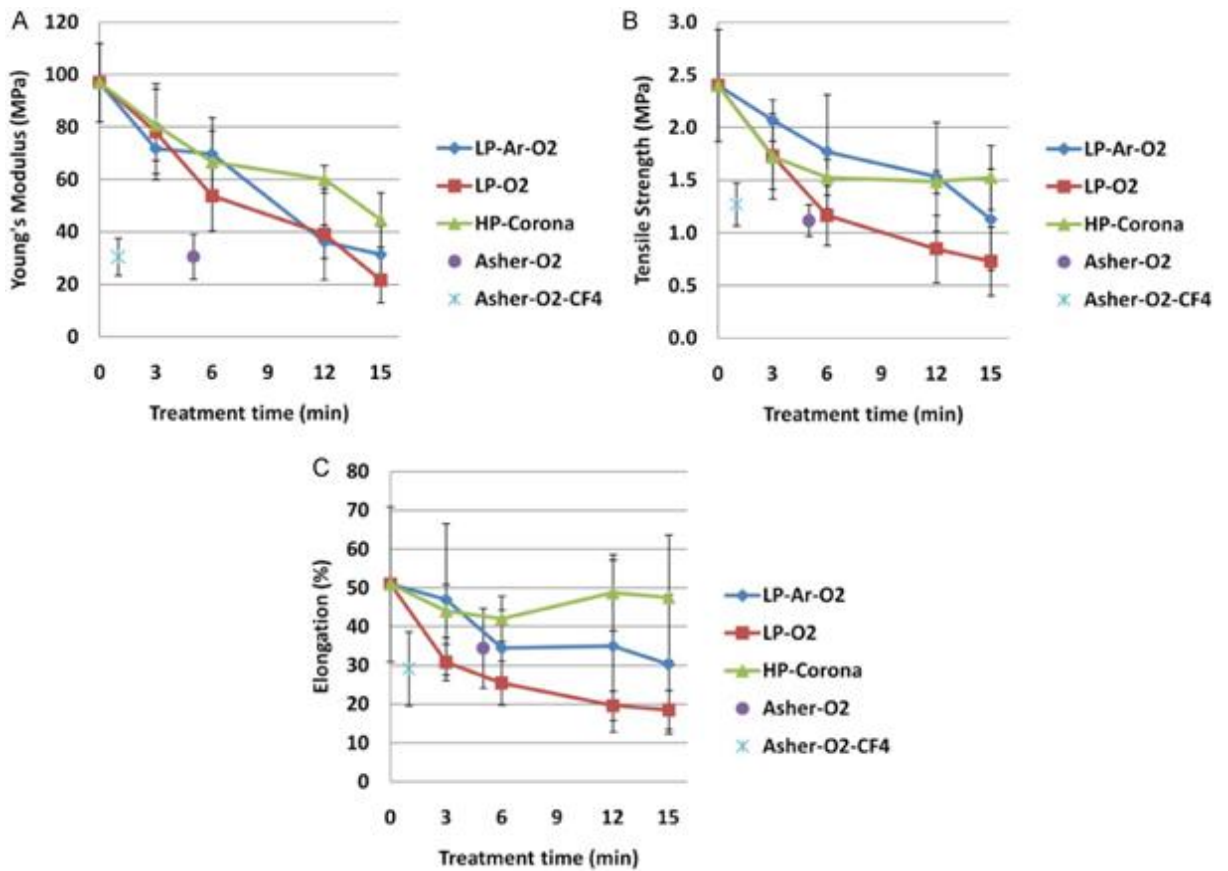 A
Young's Modulus (MPa)
120
100
80
60
40
20
0
0 3 6 9 12 15
Treatment time (min)
LP-Ar-O2
LP-O2
HP-Corona
Asher-O2
Asher-O2-CF4
B
Tensile Strength (MPa)
3.0
2.5
2.0
1.5
1.0
0.5
0.0
0 3 6 9 12 15
Treatment time (min)
LP-Ar-O2
LP-O2
HP-Corona
Asher-O2
Asher-O2-CF4
C
Elongation (%)
80
70
60
50
40
30
20
10
0
0 3 6 9 12 15
Treatment time (min)
LP-Ar-O2
LP-O2
HP-Corona
Asher-O2
Asher-O2-CF4